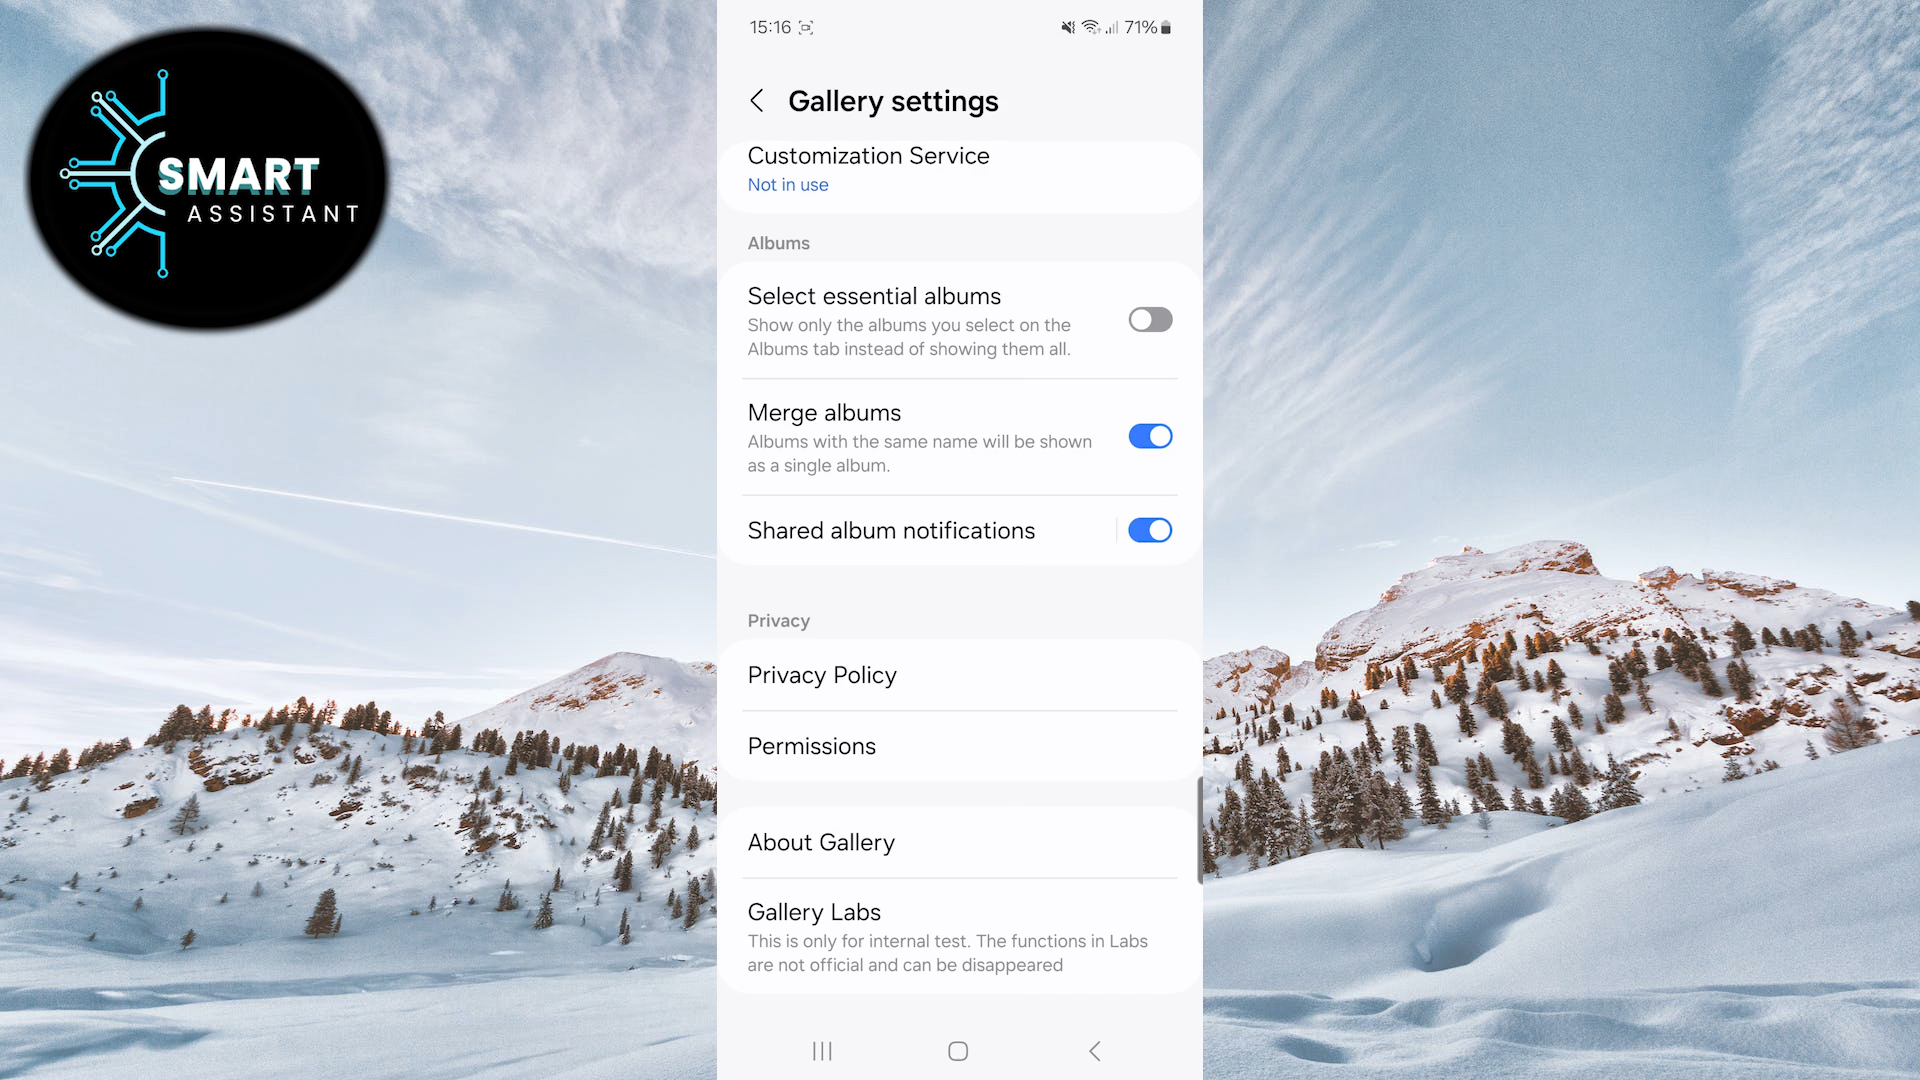 SMART
ASSISTANT
15:16
71%
Gallery settings
Customization Service
Not in use
Albums
Select essential albums
Show only the albums you select on the
Albums tab instead of showing them all.
Merge albums
Albums with the same name will be shown
as a single album.
Shared album notifications
Privacy
Privacy Policy
Permissions
About Gallery
Gallery Labs
This is only for internal test. The functions in Labs
are not official and can be disappeared